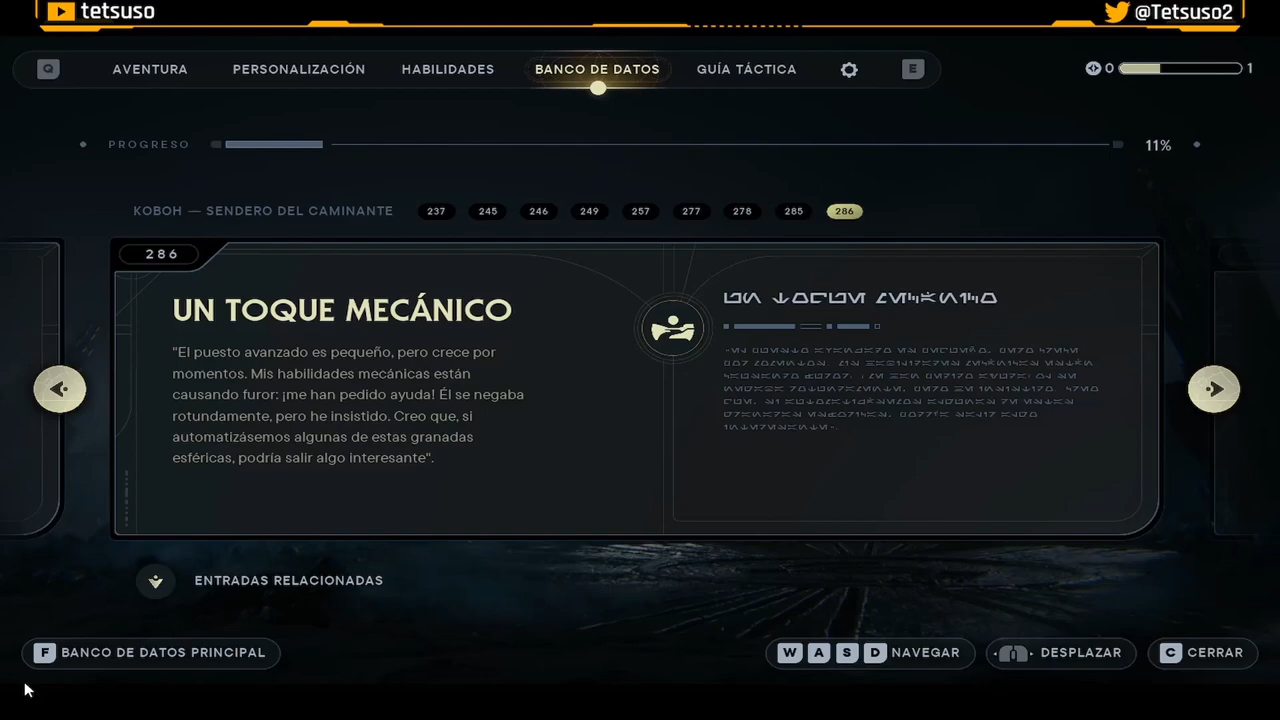 tetsuso
@Tetsuso2
Q
AVENTURA
PERSONALIZACIÓN
HABILIDADES
BANCO DE DATOS
GUÍA TÁCTICA
E
0
1
PROGRESO
11%
KOBOH — SENDERO DEL CAMINANTE
237
245
246
249
257
277
278
285
286
286
UN TOQUE MECÁNICO
"El puesto avanzado es pequeño, pero crece por
momentos. Mis habilidades mecánicas están
causando furor: ¡me han pedido ayuda! Él se negaba
rotundamente, pero he insistido. Creo que, si
automatizásemos algunas de estas granadas
esféricas, podría salir algo interesante".
ENTRADAS RELACIONADAS
F BANCO DE DATOS PRINCIPAL
W A S D NAVEGAR
DESPLAZAR
C CERRAR